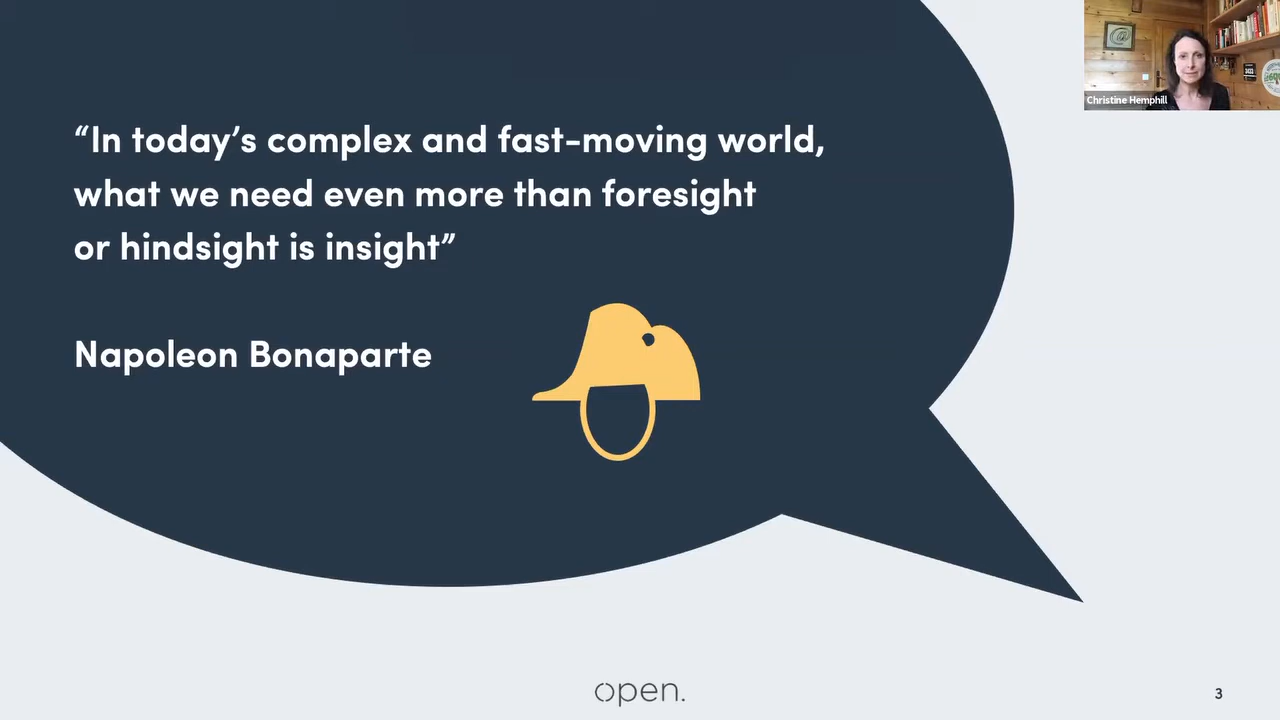 “In today’s complex and fast-moving world,
what we need even more than foresight
or hindsight is insight”
Napoleon Bonaparte
Christine Hemphill
open.
3